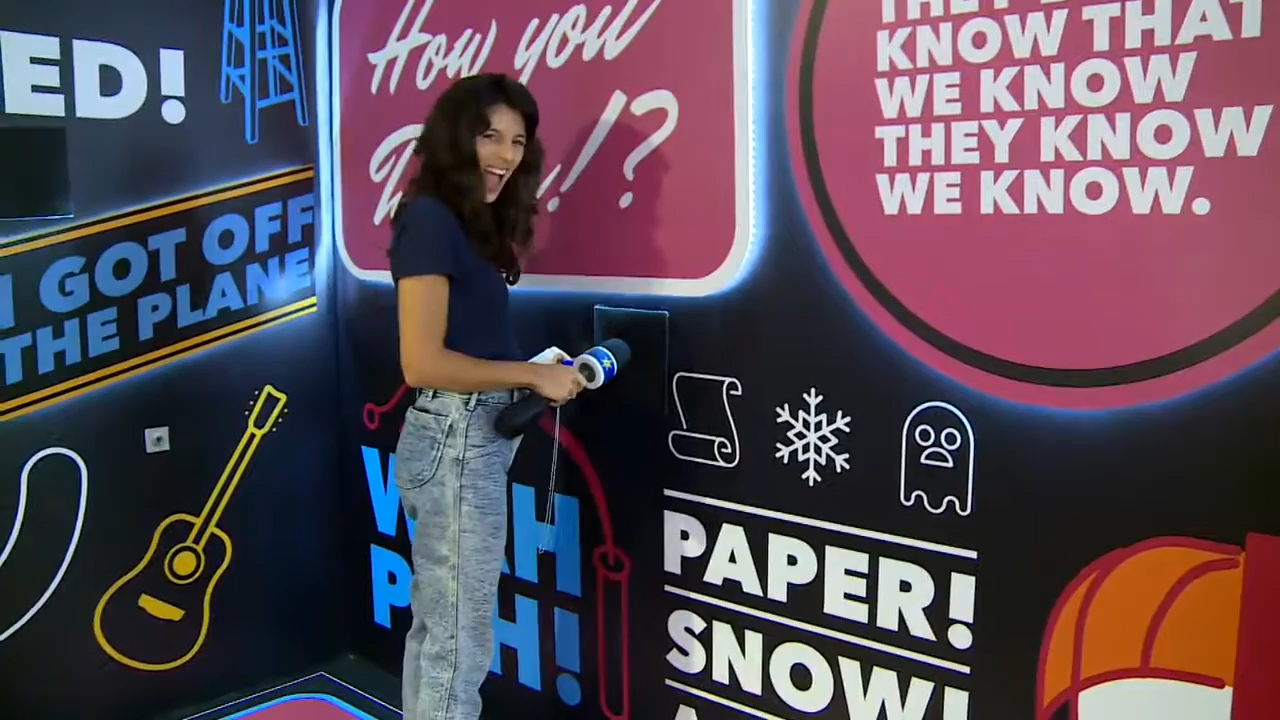 ED!
GOT OFF
THE PLANE
How you
!?
KNOW THAT
WE KNOW
THEY KNOW
WE KNOW.
PAPER!
SNOW!